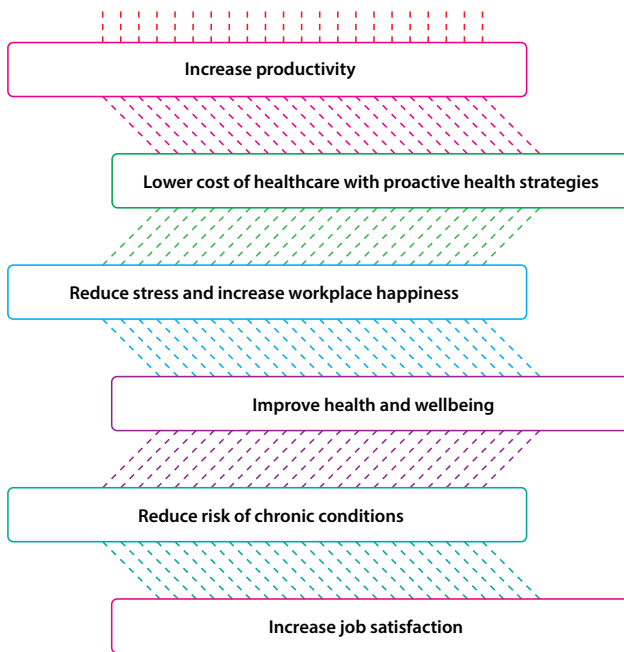 Increase productivity
Lower cost of healthcare with proactive health strategies
Reduce stress and increase workplace happiness
Improve health and wellbeing
Reduce risk of chronic conditions
Increase job satisfaction